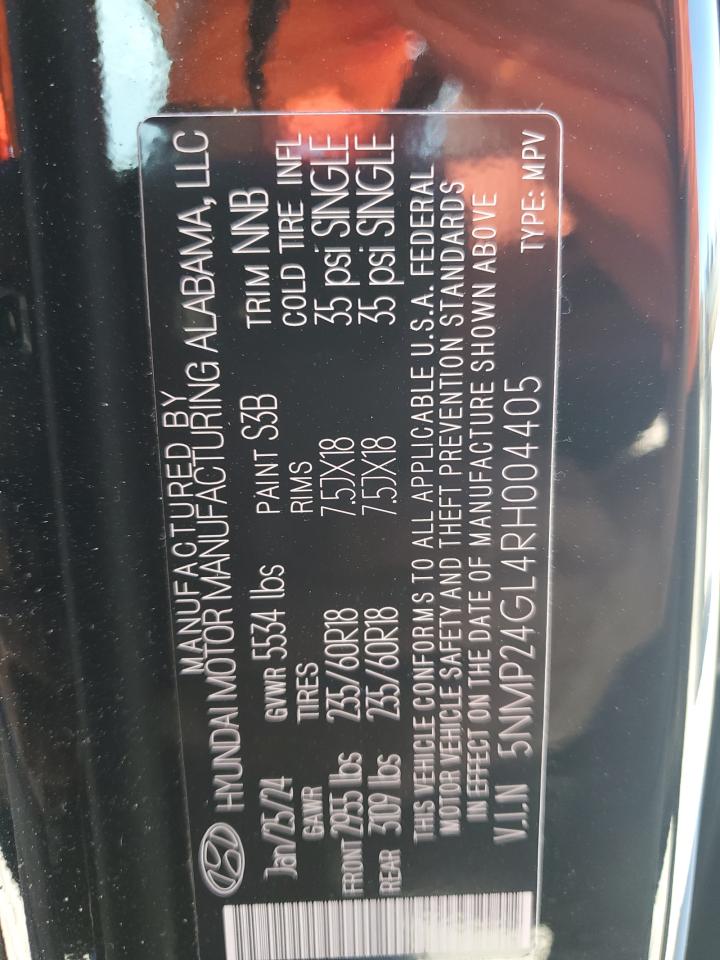 MANUFACTURED BY
HYUNDAI MOTOR MANUFACTURING ALABAMA, LLC
Jan/25/24 GVWR 5534 lbs PAINT S3B TRIM NNB
GAWR TIRES RIMS COLD TIRE INFL
FRONT 2955 lbs 235/60R18 7.5JX18 35 psi SINGLE
REAR 3109 lbs 235/60R18 7.5JX18 35 psi SINGLE
THIS VEHICLE CONFORMS TO ALL APPLICABLE U.S.A. FEDERAL
MOTOR VEHICLE SAFETY AND THEFT PREVENTION STANDARDS
IN EFFECT ON THE DATE OF MANUFACTURE SHOWN ABOVE
V.I.N 5NMP24GL4RH004405 TYPE: MPV